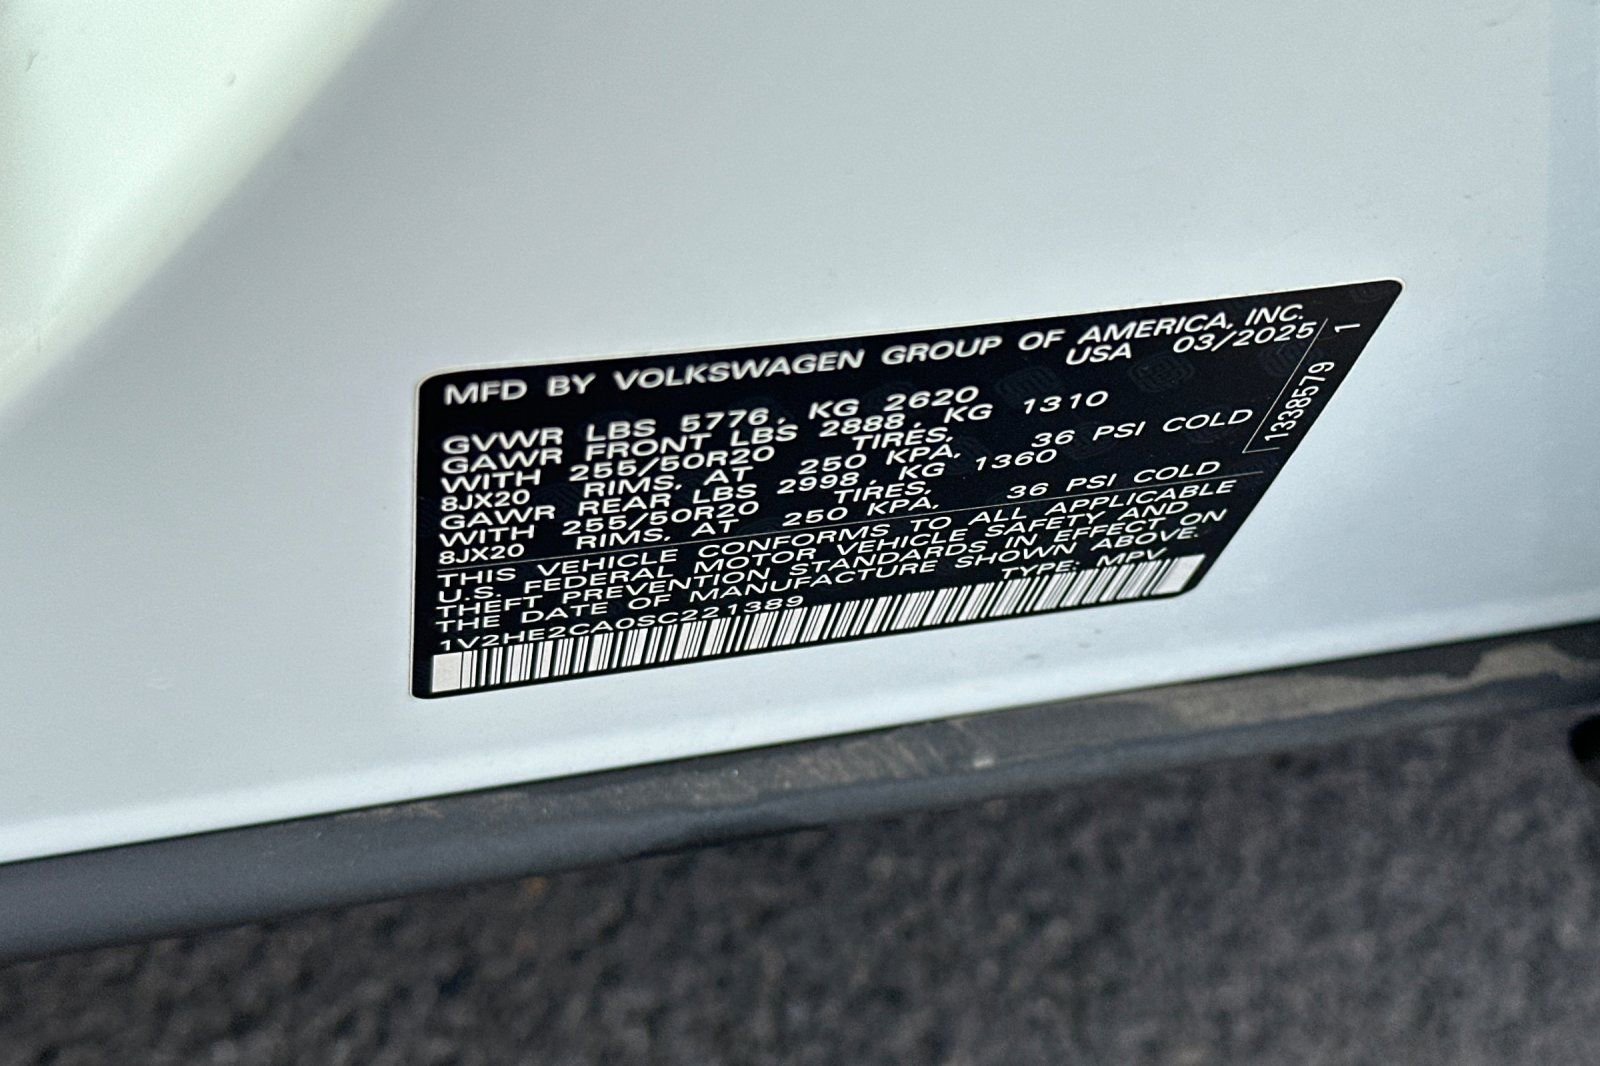 MFD BY VOLKSWAGEN GROUP OF AMERICA, INC.
USA 03/2025
GVWR LBS 5776, KG 2620
GAWR FRONT LBS 2888, KG 1310
WITH 255/50R20 TIRES,
8JX20 RIMS, AT 250 KPA, 36 PSI COLD
GAWR REAR LBS 2998, KG 1360
WITH 255/50R20 TIRES,
8JX20 RIMS, AT 250 KPA, 36 PSI COLD
THIS VEHICLE CONFORMS TO ALL APPLICABLE
U.S. FEDERAL MOTOR VEHICLE SAFETY AND
THEFT PREVENTION STANDARDS IN EFFECT ON
THE DATE OF MANUFACTURE SHOWN ABOVE.
1V2HE2CA0SC221389 TYPE: MPV
1338579 1